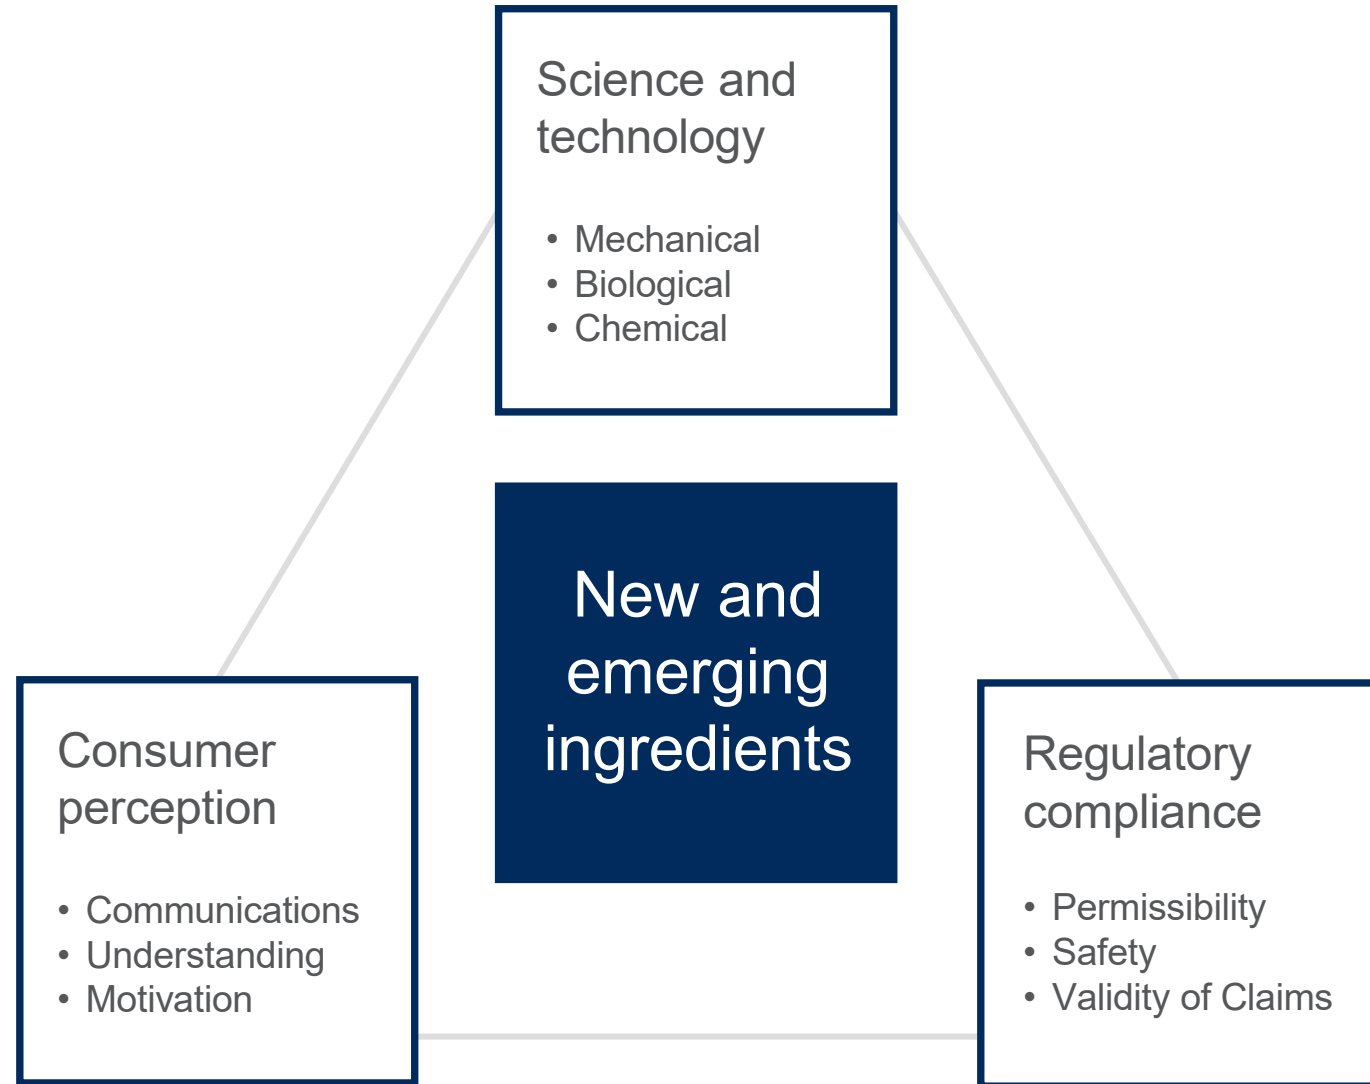 Science and
technology
• Mechanical
• Biological
• Chemical
New and
emerging
ingredients
Consumer
perception
• Communications
• Understanding
• Motivation
Regulatory
compliance
• Permissibility
• Safety
• Validity of Claims